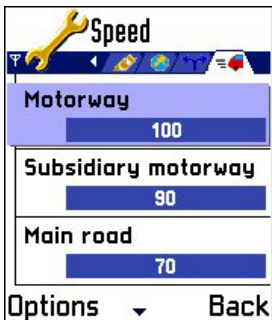 Speed
Motorway
100
Subsidiary motorway
90
Main road
70
Options Back